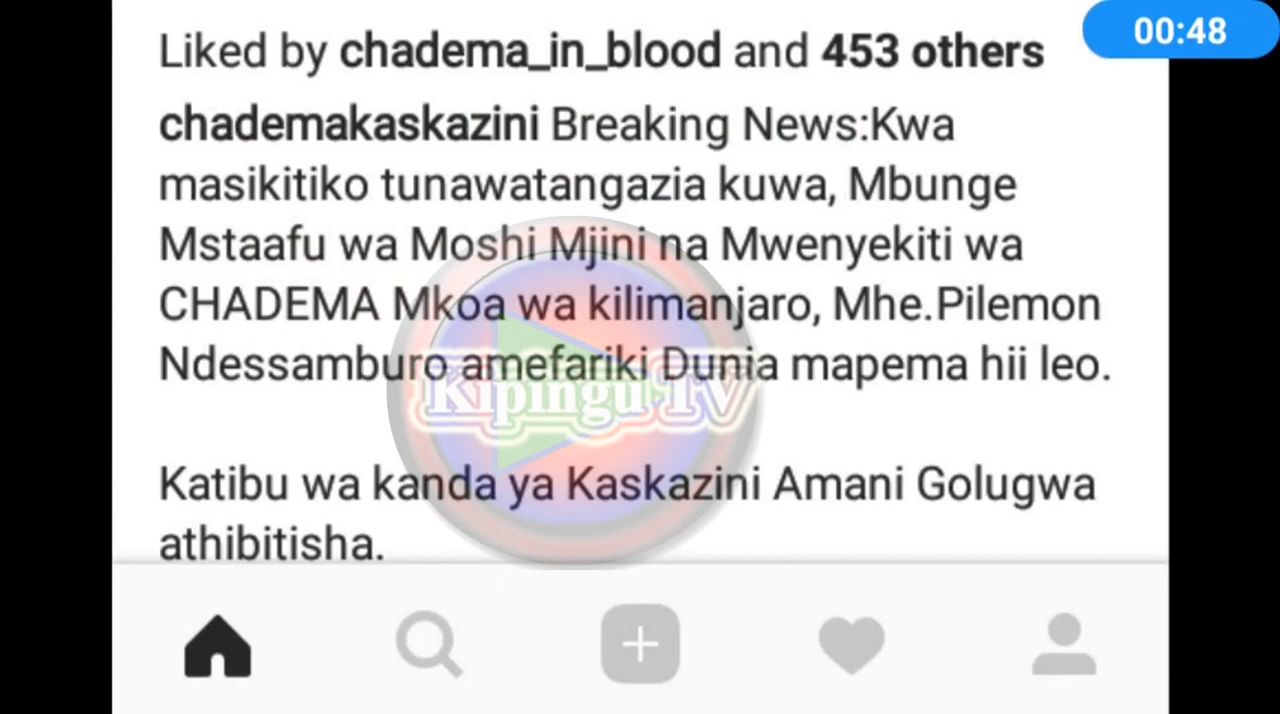 00:48
Liked by chadema_in_blood and 453 others
chademakaskazini Breaking News:Kwa
masikitiko tunawatangazia kuwa, Mbunge
Mstaafu wa Moshi Mjini na Mwenyekiti wa
CHADEMA Mkoa wa kilimanjaro, Mhe.Pilemon
Ndessamburo amefariki Dunia mapema hii leo.
Kipingu TV
Katibu wa kanda ya Kaskazini Amani Golugwa
athibitisha.